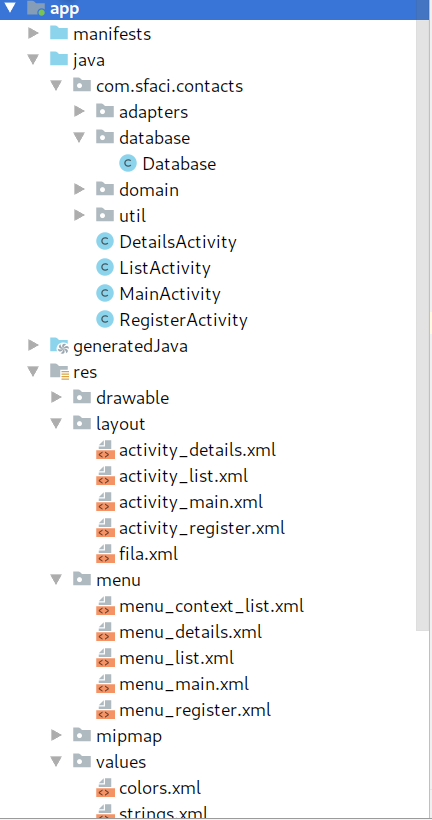 app
manifests
java
com.sfaci.contacts
adapters
database
Database
domain
util
DetailsActivity
ListActivity
MainActivity
RegisterActivity
generatedJava
res
drawable
layout
activity_details.xml
activity_list.xml
activity_main.xml
activity_register.xml
fila.xml
menu
menu_context_list.xml
menu_details.xml
menu_list.xml
menu_main.xml
menu_register.xml
mipmap
values
colors.xml
strings.xml